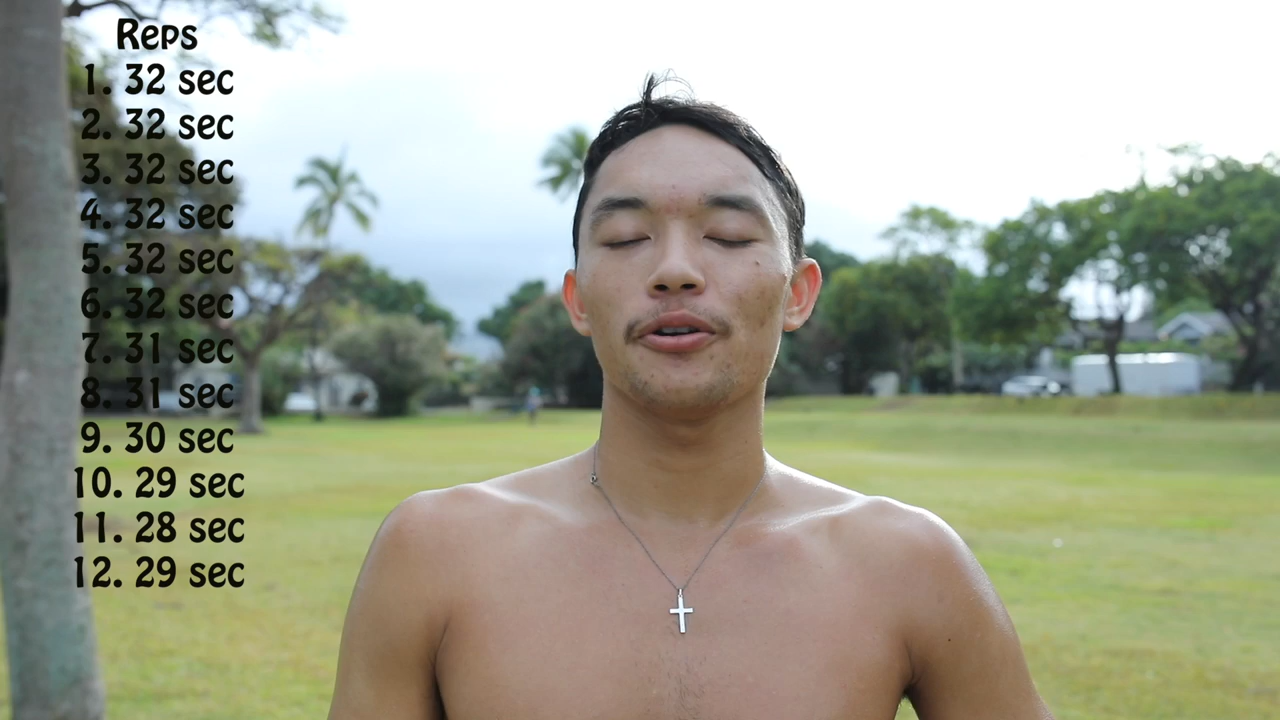 Reps
1. 32 sec
2. 32 sec
3. 32 sec
4. 32 sec
5. 32 sec
6. 32 sec
7. 31 sec
8. 31 sec
9. 30 sec
10. 29 sec
11. 28 sec
12. 29 sec